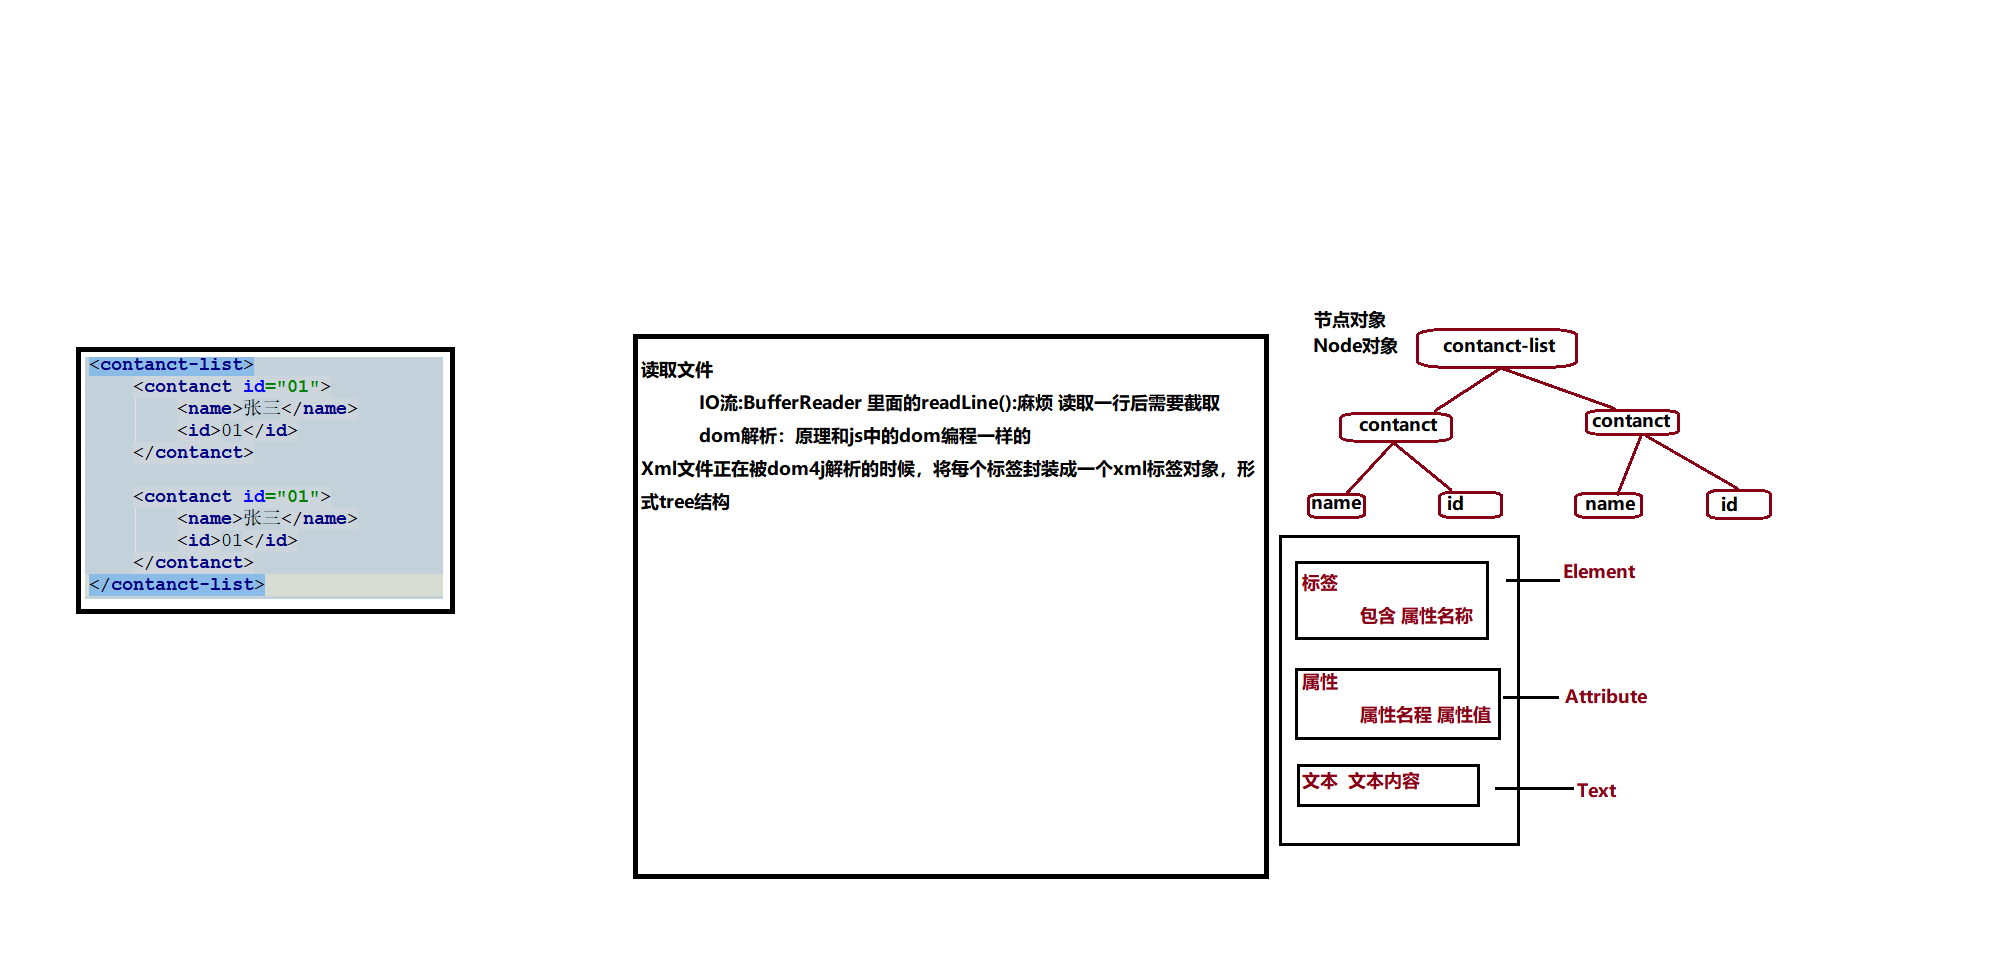 <contanct-list>
<contanct id="01">
<name>张三</name>
<id>01</id>
</contanct>
<contanct id="01">
<name>张三</name>
<id>01</id>
</contanct>
</contanct-list>
读取文件
IO流:BufferReader 里面的readLine():麻烦 读取一行后需要截取
dom解析：原理和js中的dom编程一样的
Xml文件正在被dom4j解析的时候，将每个标签封装成一个xml标签对象，形
式tree结构
节点对象
Node对象
contanct-list
contanct
contanct
name
id
name
id
标签
包含 属性名称
Element
属性
属性名程 属性值
Attribute
文本 文本内容
Text